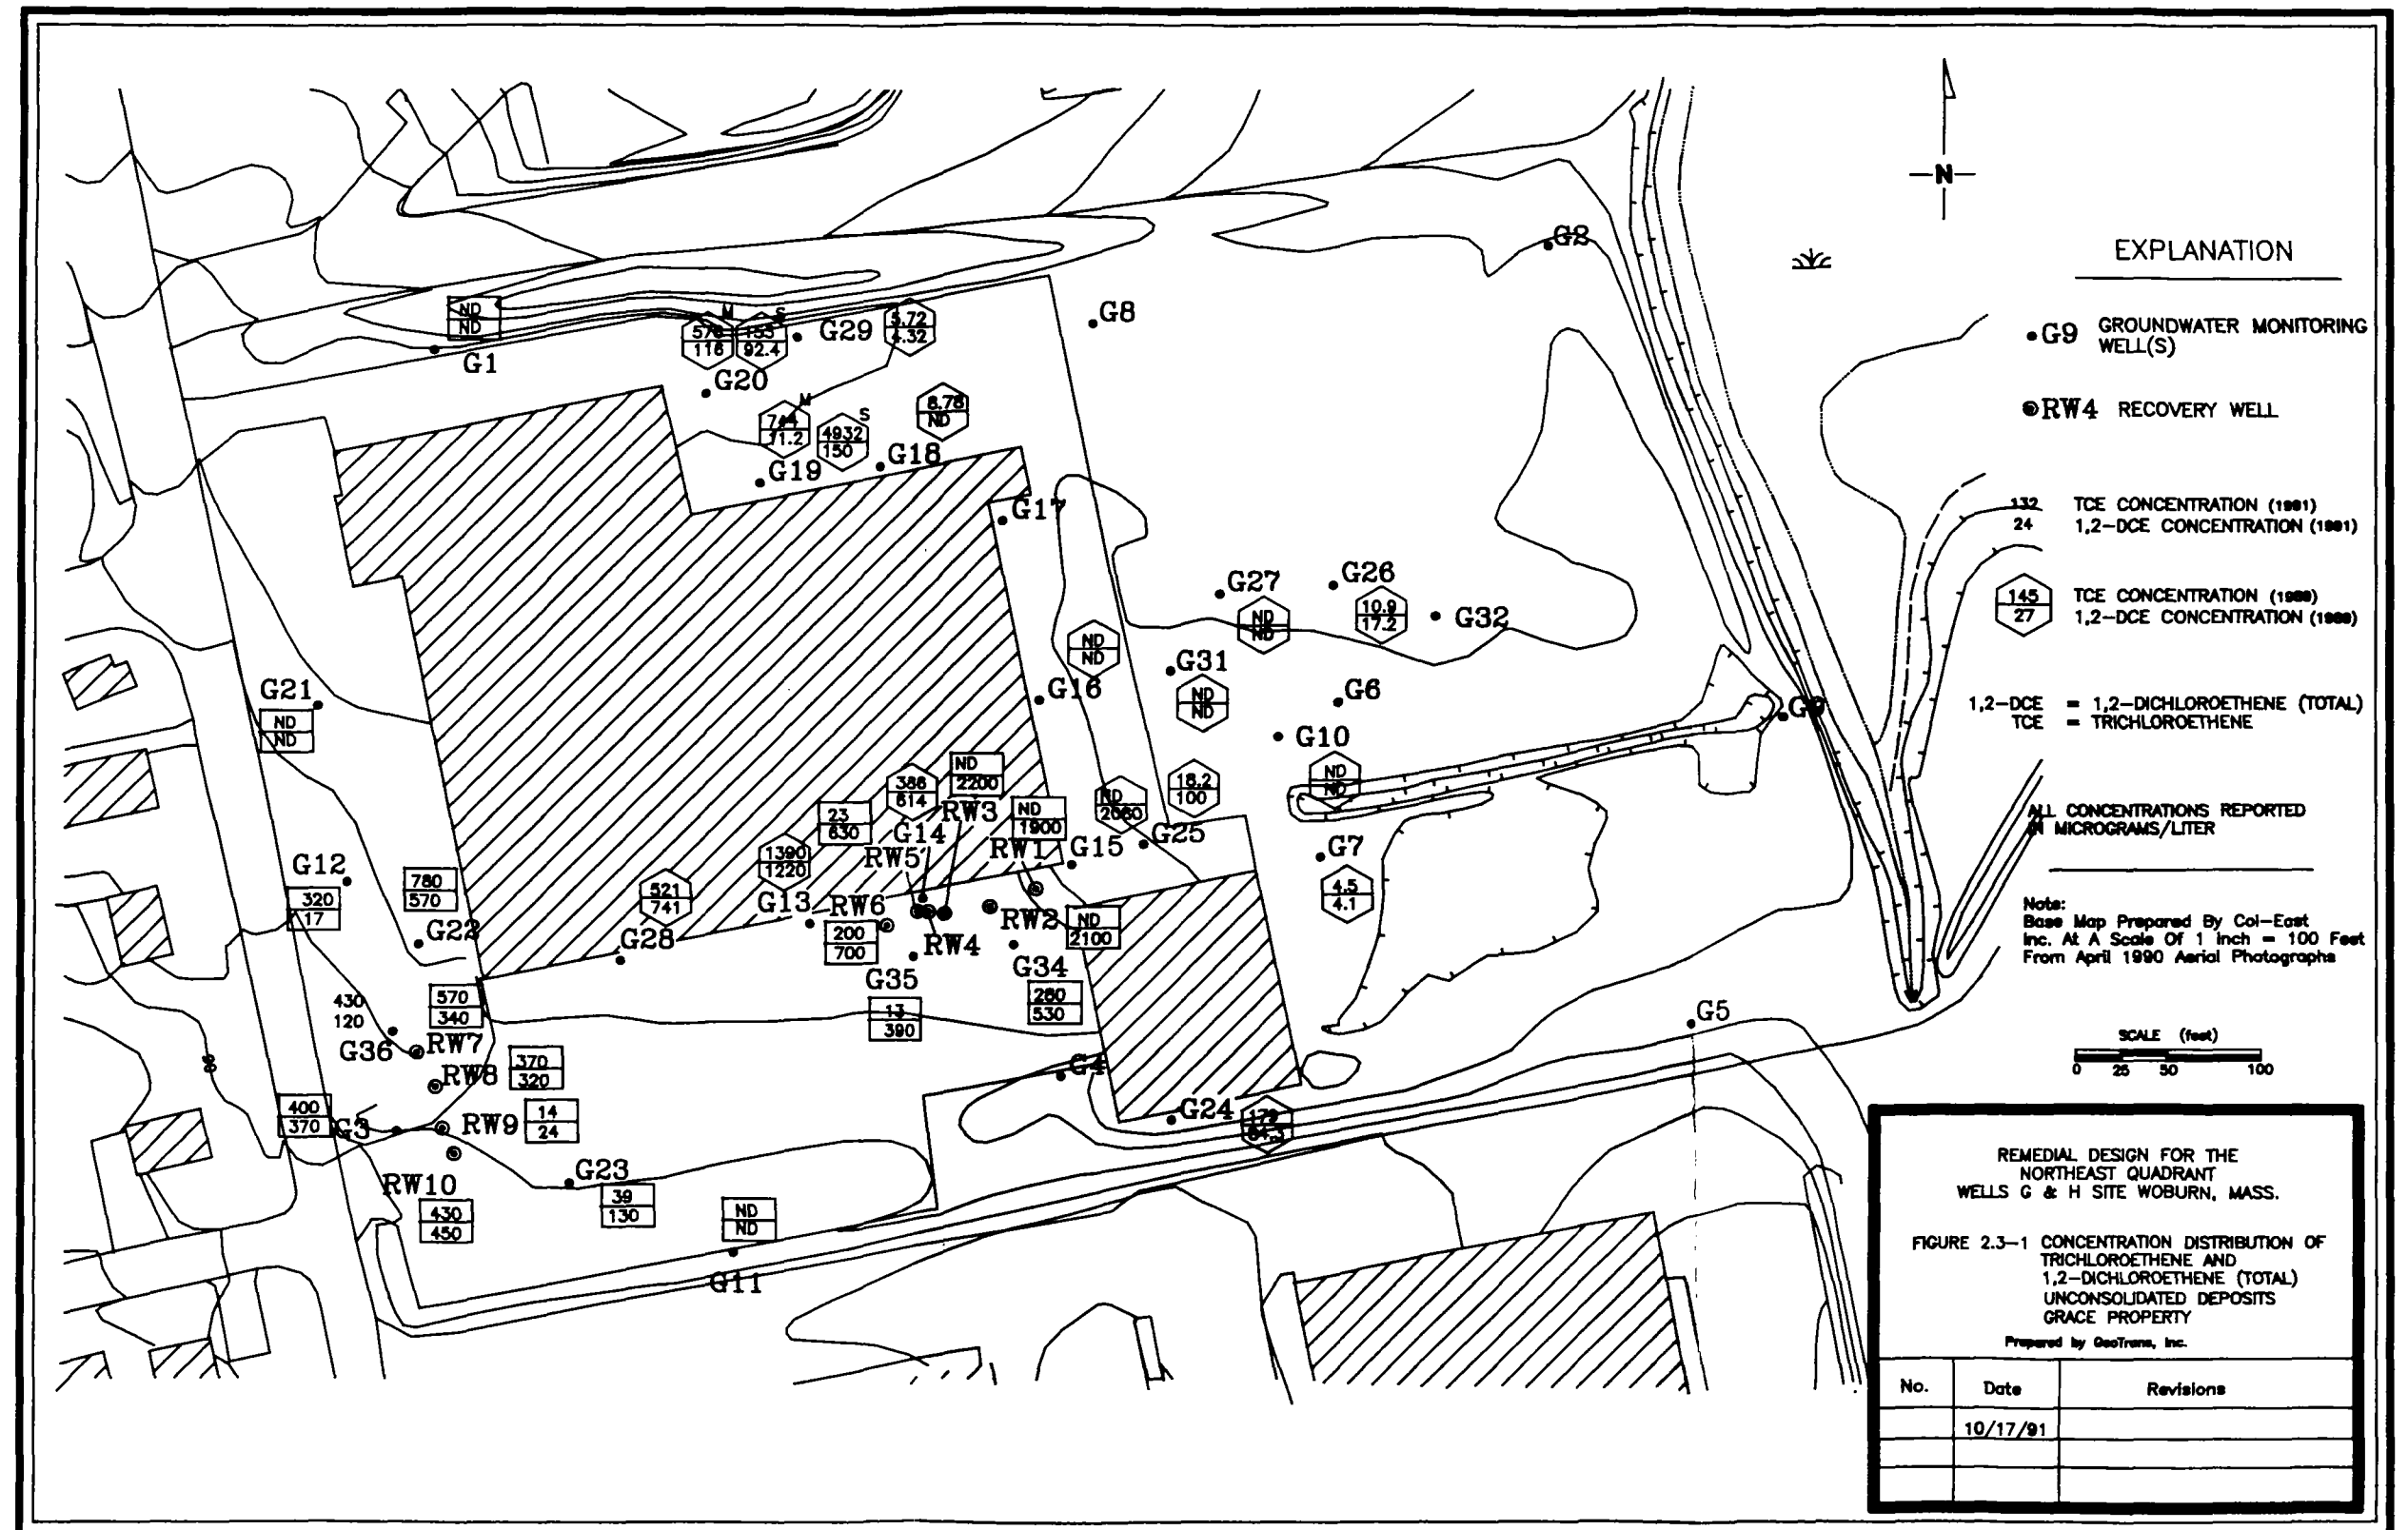 G2
N
EXPLANATION
G9 GROUNDWATER MONITORING
WELL(S)
RW4 RECOVERY WELL
132 TCE CONCENTRATION (1991)
24 1,2-DCE CONCENTRATION (1991)
145 TCE CONCENTRATION (1989)
27 1,2-DCE CONCENTRATION (1989)
1,2-DCE = 1,2-DICHLOROETHENE (TOTAL)
TCE = TRICHLOROETHENE
ALL CONCENTRATIONS REPORTED
IN MICROGRAMS/LITER
Note:
Base Map Prepared By Col-East
Inc. At A Scale Of 1 Inch = 100 Feet
From April 1990 Aerial Photographs
SCALE (feet)
0 25 50 100
ND
ND
G1
M
116
S
92.4
G29
5.72
4.32
G8
G20
M
11.2
S
4932
150
8.78
ND
G19
G18
G17
G27
ND
ND
G26
10.9
17.2
G32
ND
ND
G16
G31
ND
ND
G6
G10
ND
ND
G9
G21
ND
ND
386
614
ND
2200
RW3
ND
1900
ND
2060
18.2
100
G25
23
630
G14
RW5
RW1
G15
G7
4.5
4.1
1390
1220
G13
521
741
G28
G12
320
17
780
570
G22
RW6
200
700
RW4
RW2
ND
2100
G35
13
390
G34
260
530
G5
430
120
G36
570
340
RW7
RW8
370
320
G4
G24
400
370
G3
RW9
14
24
RW10
430
450
G23
39
130
ND
ND
G11
REMEDIAL DESIGN FOR THE
NORTHEAST QUADRANT
WELLS G & H SITE WOBURN, MASS.
FIGURE 2.3-1 CONCENTRATION DISTRIBUTION OF
TRICHLOROETHENE AND
1,2-DICHLOROETHENE (TOTAL)
UNCONSOLIDATED DEPOSITS
GRACE PROPERTY
Prepared by GeoTrans, Inc.
No. Date Revisions
10/17/91